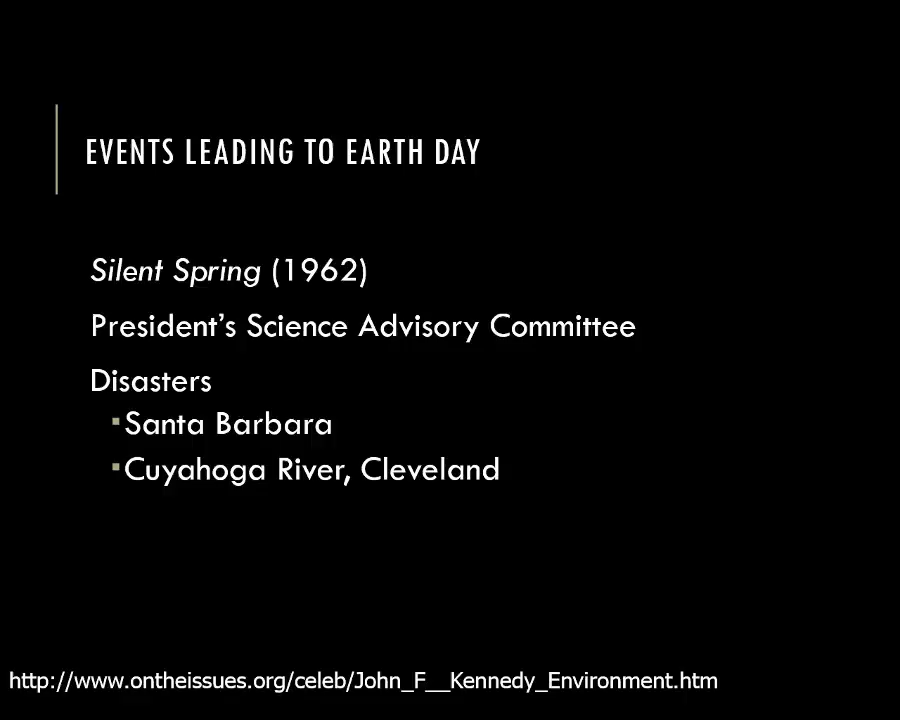 EVENTS LEADING TO EARTH DAY
Silent Spring (1962)
President’s Science Advisory Committee
Disasters
▪Santa Barbara
▪Cuyahoga River, Cleveland
http://www.ontheissues.org/celeb/John_F__Kennedy_Environment.htm